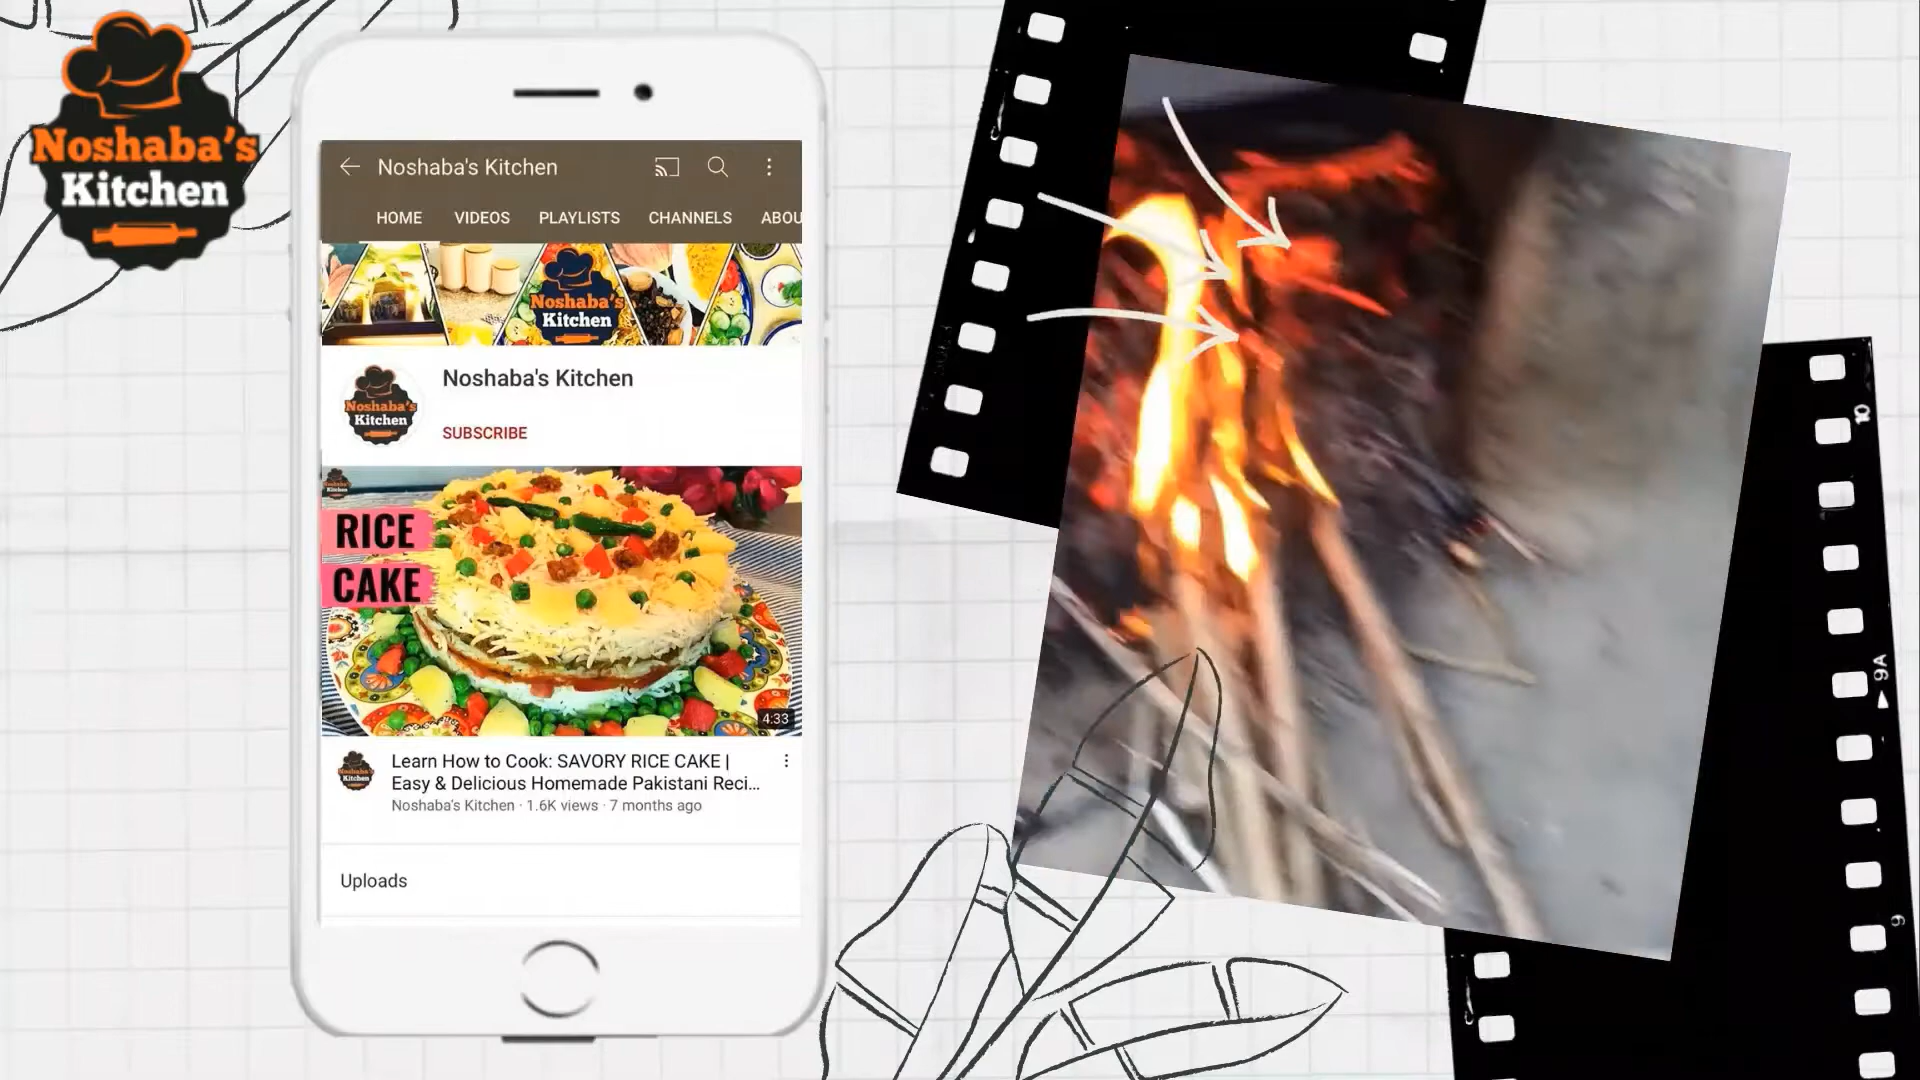 Noshaba's
Kitchen
Noshaba's Kitchen
HOME VIDEOS PLAYLISTS CHANNELS ABOU
Noshaba's
Kitchen
Noshaba's
Kitchen
Noshaba's Kitchen
SUBSCRIBE
RICE
CAKE
4:33
Noshaba's
Kitchen
Learn How to Cook: SAVORY RICE CAKE |
Easy & Delicious Homemade Pakistani Reci...
Noshaba's Kitchen · 1.6K views · 7 months ago
Uploads
10
9A
9